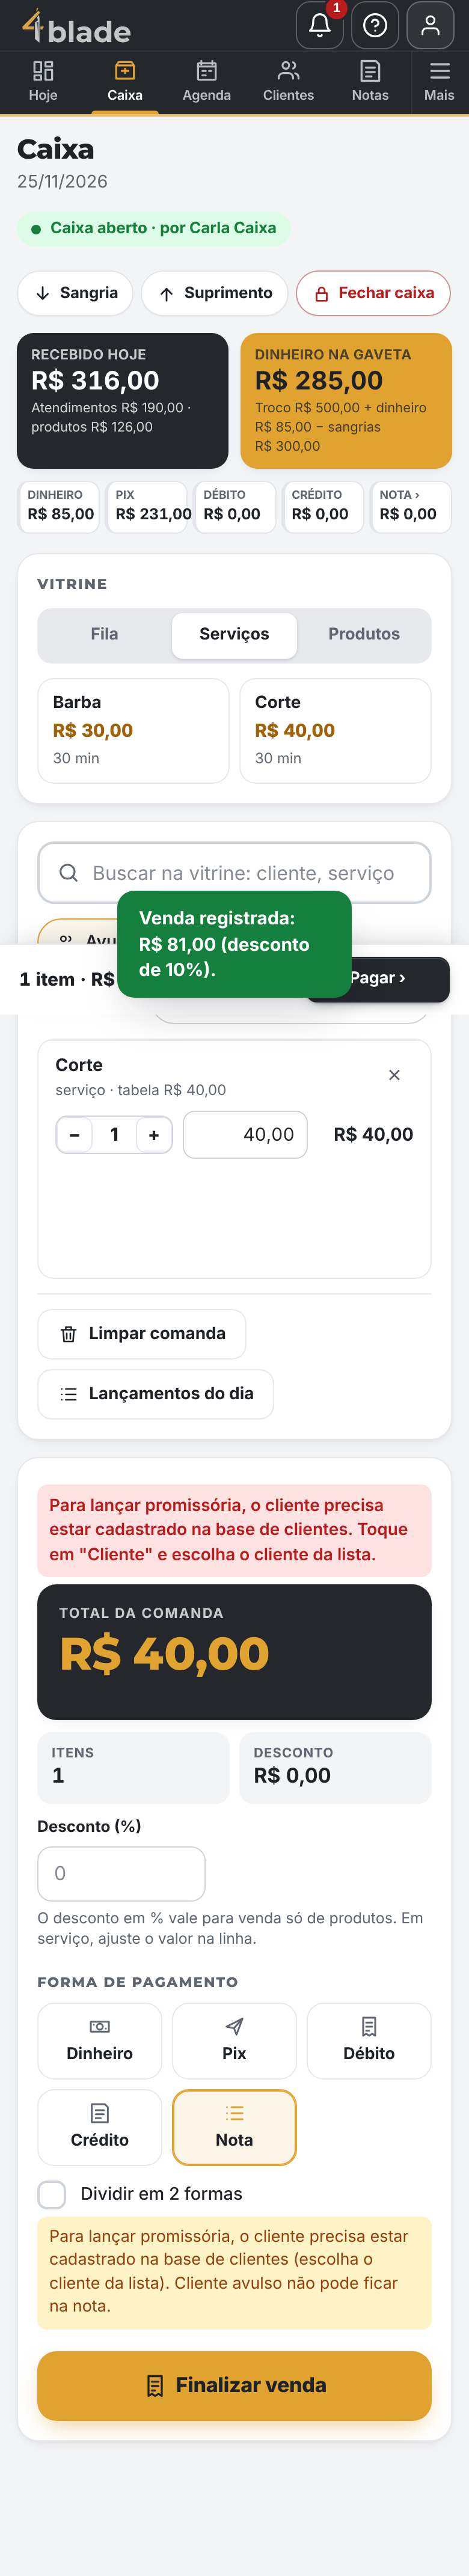 4blade
1
Hoje
Caixa
Agenda
Clientes
Notas
Mais
Caixa
25/11/2026
Caixa aberto · por Carla Caixa
Sangria
Suprimento
Fechar caixa
RECEBIDO HOJE
R$ 316,00
Atendimentos R$ 190,00 ·
produtos R$ 126,00
DINHEIRO NA GAVETA
R$ 285,00
Troco R$ 500,00 + dinheiro
R$ 85,00 − sangrias
R$ 300,00
DINHEIRO
R$ 85,00
PIX
R$ 231,00
DÉBITO
R$ 0,00
CRÉDITO
R$ 0,00
NOTA ›
R$ 0,00
VITRINE
Fila
Serviços
Produtos
Barba
R$ 30,00
30 min
Corte
R$ 40,00
30 min
Buscar na vitrine: cliente, serviço
Venda registrada:
R$ 81,00 (desconto
de 10%).
1 item · R$
Pagar ›
Corte
serviço · tabela R$ 40,00
×
−
1
+
40,00
R$ 40,00
Limpar comanda
Lançamentos do dia
Para lançar promissória, o cliente precisa
estar cadastrado na base de clientes. Toque
em "Cliente" e escolha o cliente da lista.
TOTAL DA COMANDA
R$ 40,00
ITENS
1
DESCONTO
R$ 0,00
Desconto (%)
0
O desconto em % vale para venda só de produtos. Em
serviço, ajuste o valor na linha.
FORMA DE PAGAMENTO
Dinheiro
Pix
Débito
Crédito
Nota
Dividir em 2 formas
Para lançar promissória, o cliente precisa estar
cadastrado na base de clientes (escolha o
cliente da lista). Cliente avulso não pode ficar
na nota.
Finalizar venda